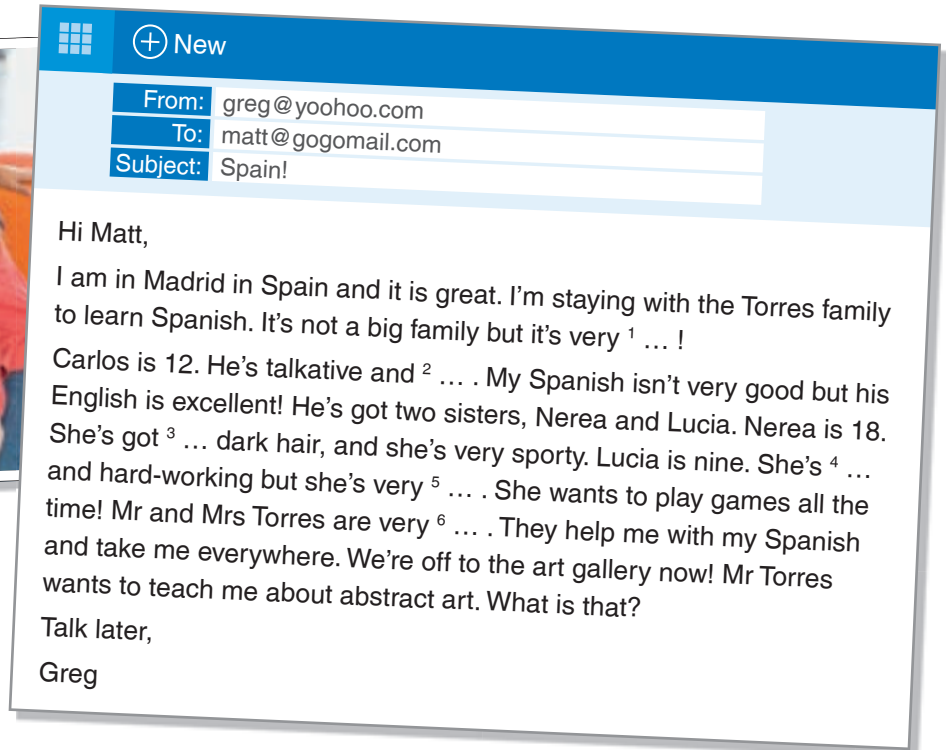 New
From: greg@yoohoo.com
To: matt@gogomail.com
Subject: Spain!
Hi Matt,
I am in Madrid in Spain and it is great. I'm staying with the Torres family
to learn Spanish. It's not a big family but it's very ¹ … !
Carlos is 12. He's talkative and ² … . My Spanish isn't very good but his
English is excellent! He's got two sisters, Nerea and Lucia. Nerea is 18.
She's got ³ … dark hair, and she's very sporty. Lucia is nine. She's ⁴ …
and hard-working but she's very ⁵ … . She wants to play games all the
time! Mr and Mrs Torres are very ⁶ … . They help me with my Spanish
and take me everywhere. We're off to the art gallery now! Mr Torres
wants to teach me about abstract art. What is that?
Talk later,
Greg